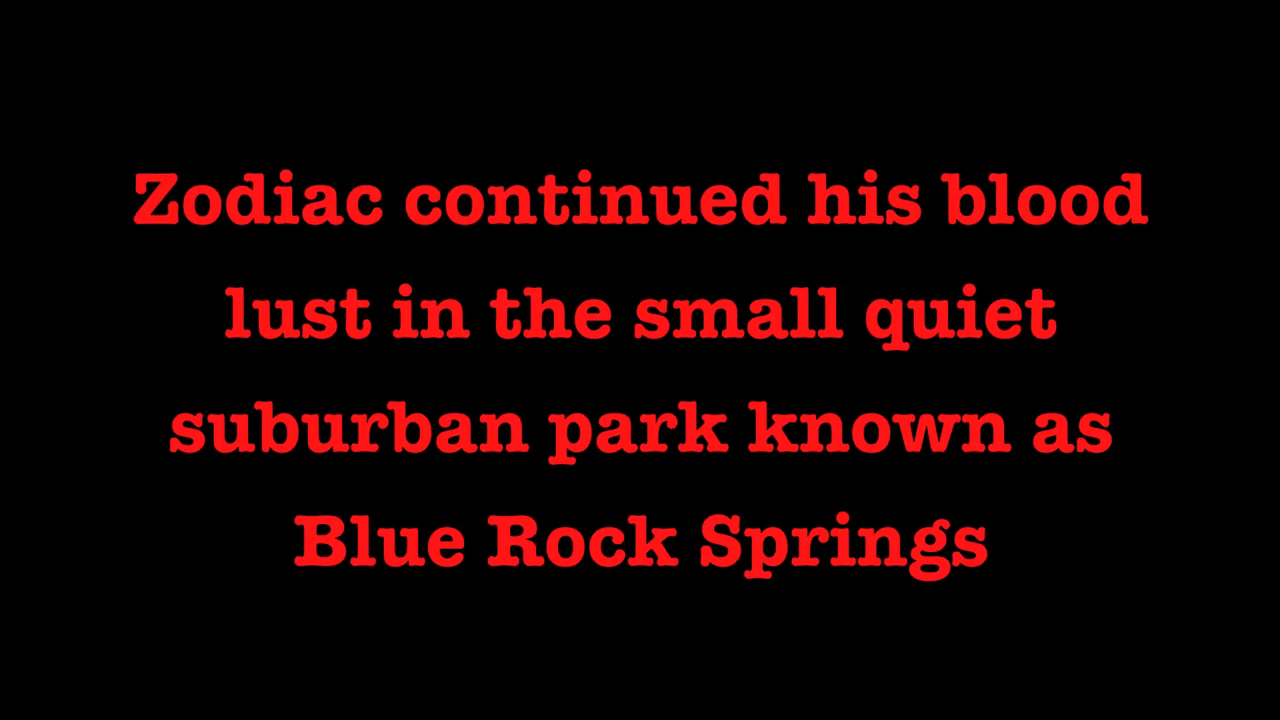 Zodiac continued his blood
lust in the small quiet
suburban park known as
Blue Rock Springs